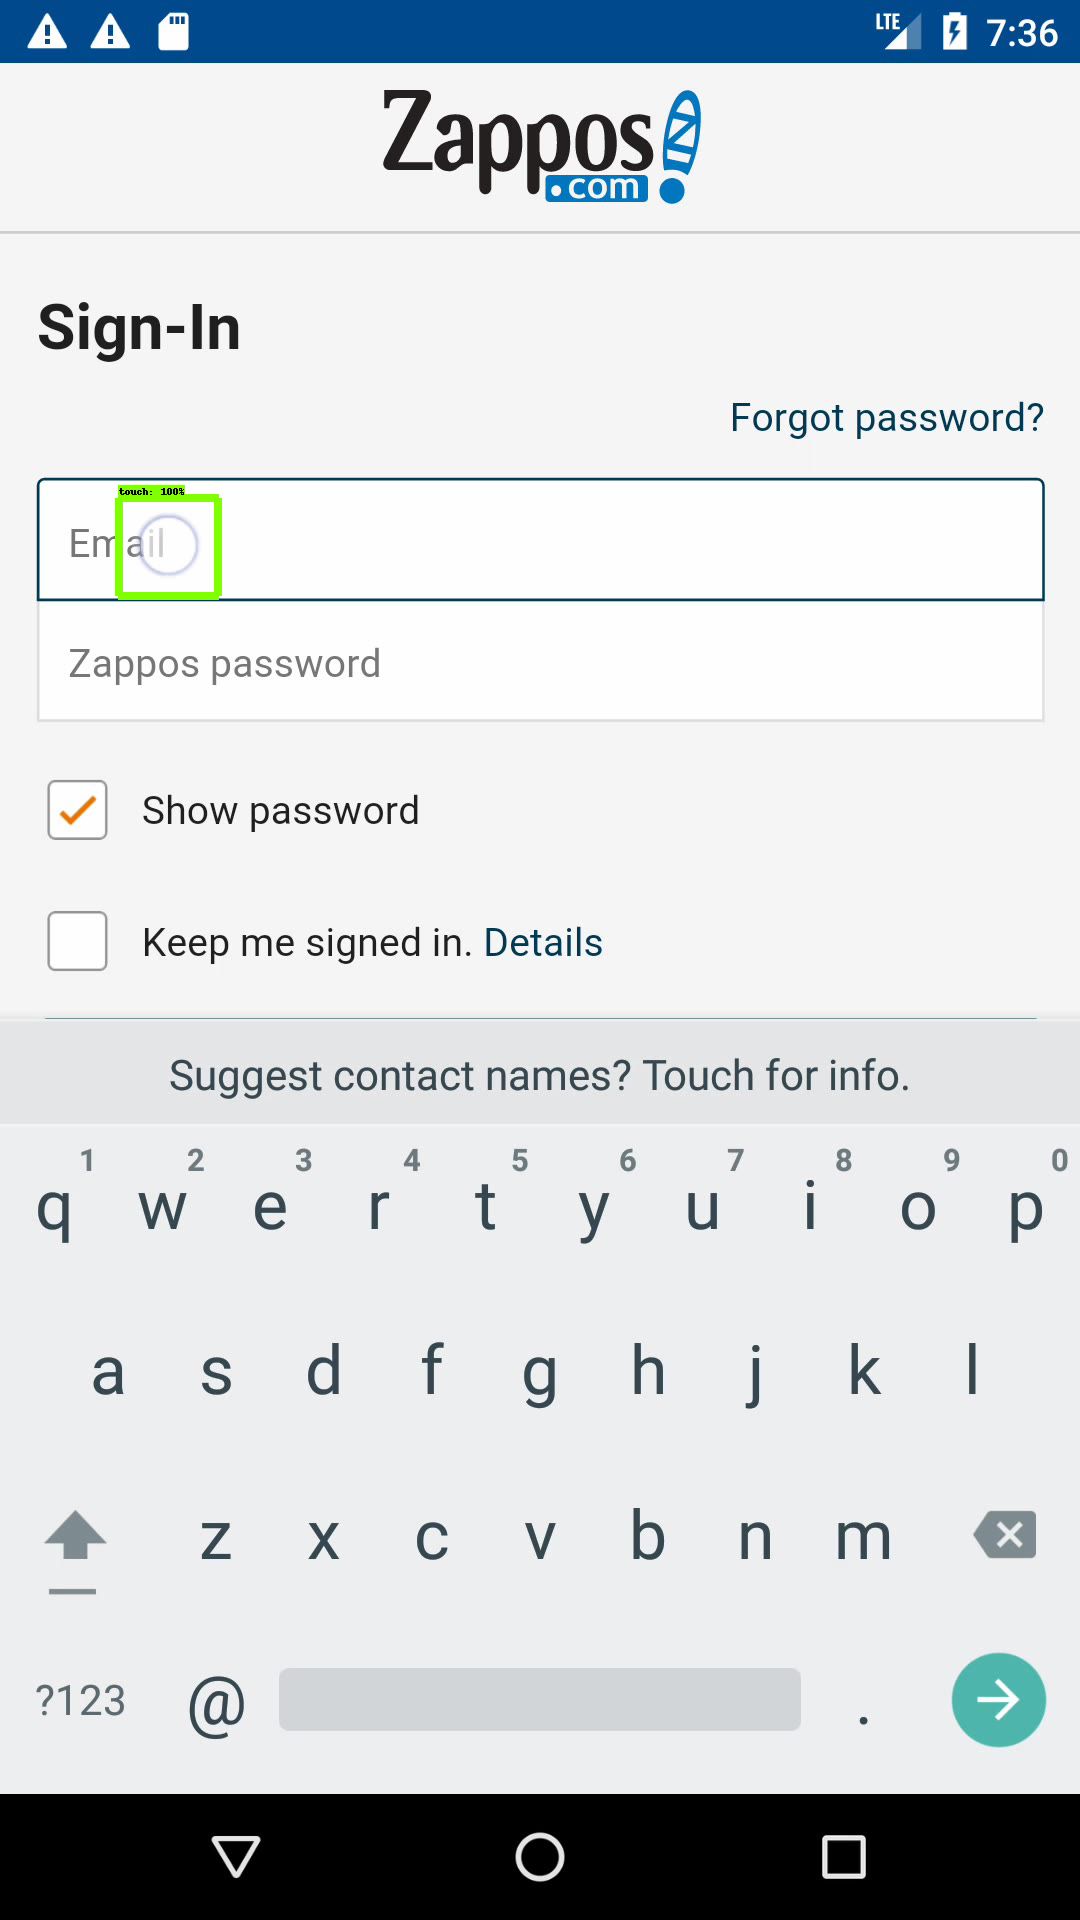 LTE 7:36
Zappos
.com
Sign-In
Forgot password?
touch: 100%
Email
Zappos password
Show password
Keep me signed in. Details
Suggest contact names? Touch for info.
1 2 3 4 5 6 7 8 9 0
q w e r t y u i o p
a s d f g h j k l
z x c v b n m
?123 @ .